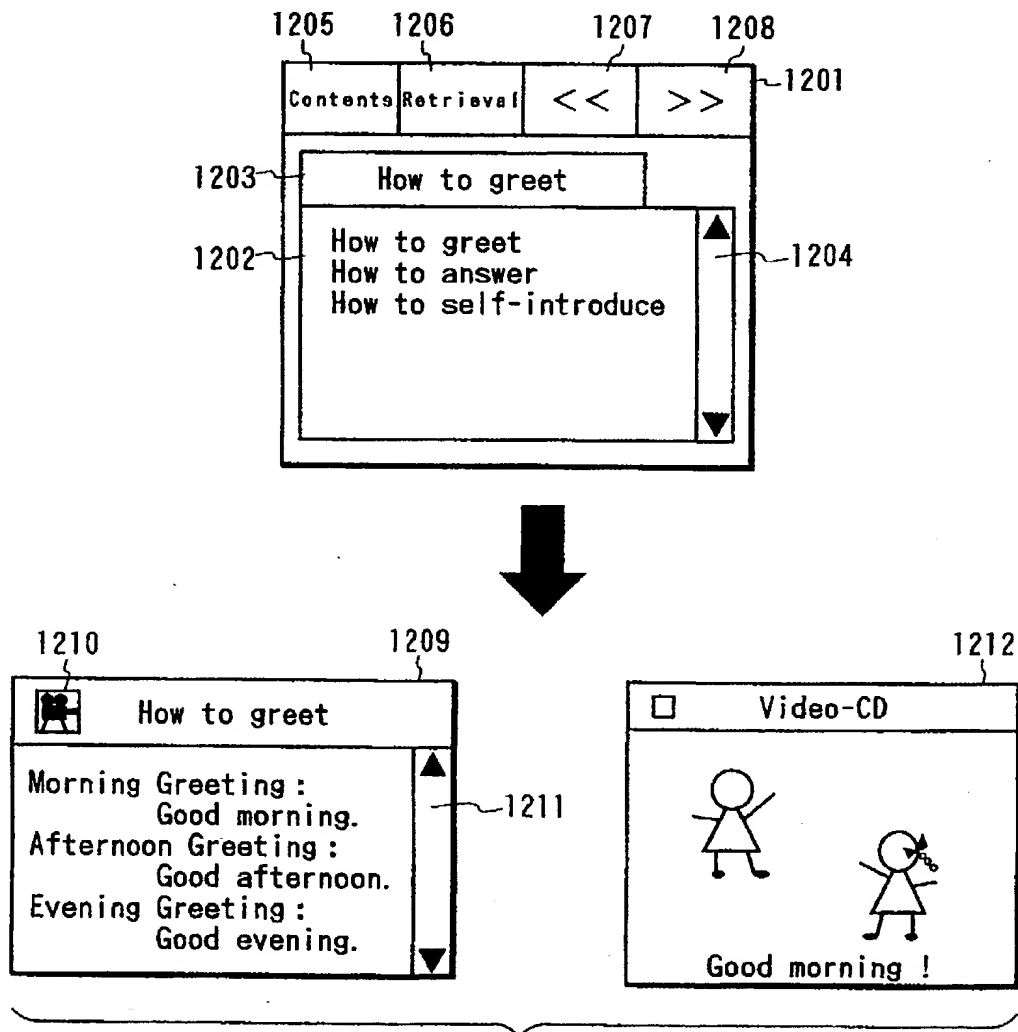 1205 1206 1207 1208
1201
Contents Retrieval << >>
1203 How to greet
1202 How to greet
1204
How to answer
How to self-introduce
1210 1209 1212
How to greet
Video-CD
Morning Greeting :
Good morning.
1211
Afternoon Greeting :
Good afternoon.
Evening Greeting :
Good evening.
Good morning !